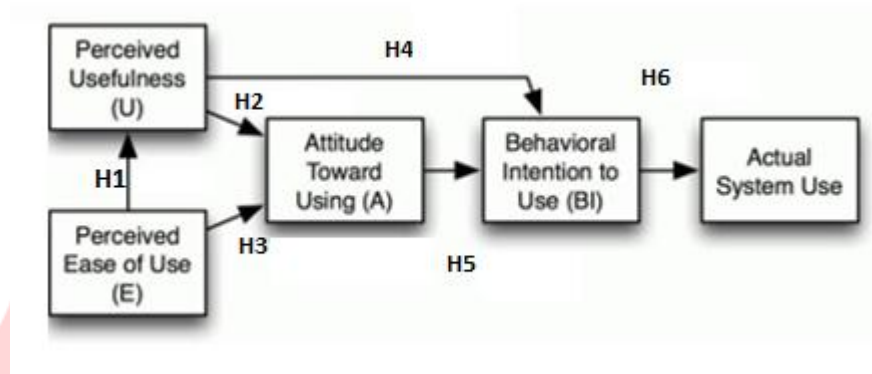 Perceived
Usefulness
(U)
H4
H6
H2
Attitude
Toward
Using (A)
Behavioral
Intention to
Use (BI)
Actual
System Use
H1
Perceived
Ease of Use
(E)
H3
H5